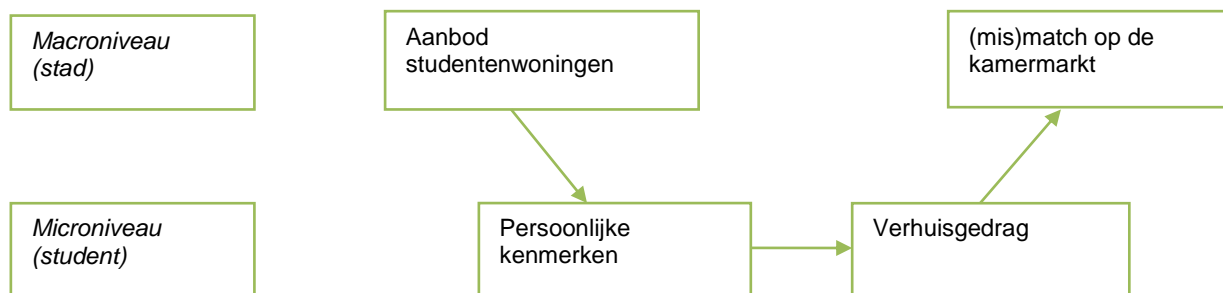 Macroniveau
(stad)
Aanbod
studentenwoningen
(mis)match op de
kamermarkt
Microniveau
(student)
Persoonlijke
kenmerken
Verhuisgedrag